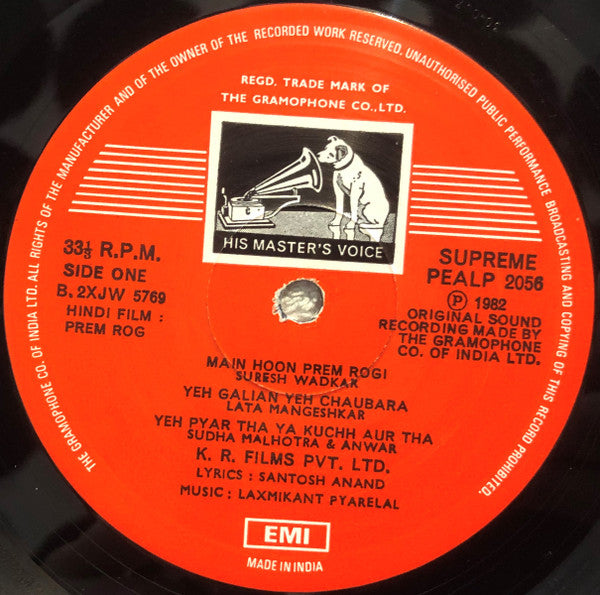 THE GRAMOPHONE CO. OF INDIA LTD. ALL RIGHTS OF THE MANUFACTURER AND OF THE OWNER OF THE RECORDED WORK RESERVED. UNAUTHORISED PUBLIC PERFORMANCE BROADCASTING AND COPYING OF THIS RECORD PROHIBITED.
REGD. TRADE MARK OF
THE GRAMOPHONE CO.,LTD.
HIS MASTER'S VOICE
33⅓ R.P.M.
SIDE ONE
B. 2XJW 5769
HINDI FILM :
PREM ROG
SUPREME
PEALP 2056
Ⓟ 1982
ORIGINAL SOUND
RECORDING MADE BY
THE GRAMOPHONE
CO. OF INDIA LTD.
MAIN HOON PREM ROGI
SURESH WADKAR
YEH GALIAN YEH CHAUBARA
LATA MANGESHKAR
YEH PYAR THA YA KUCHH AUR THA
SUDHA MALHOTRA & ANWAR
K. R. FILMS PVT. LTD.
LYRICS : SANTOSH ANAND
MUSIC : LAXMIKANT PYARELAL
EMI
MADE IN INDIA